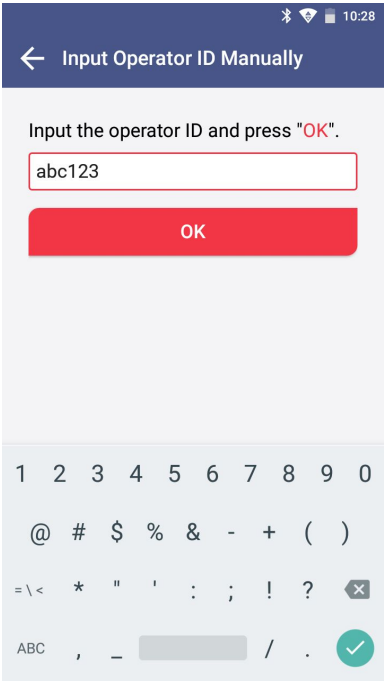 10:28
Input Operator ID Manually
Input the operator ID and press "OK".
abc123
OK
1 2 3 4 5 6 7 8 9 0
@ # $ % & - + ( )
= \ < * " ' : ; ! ?
ABC , _ / .